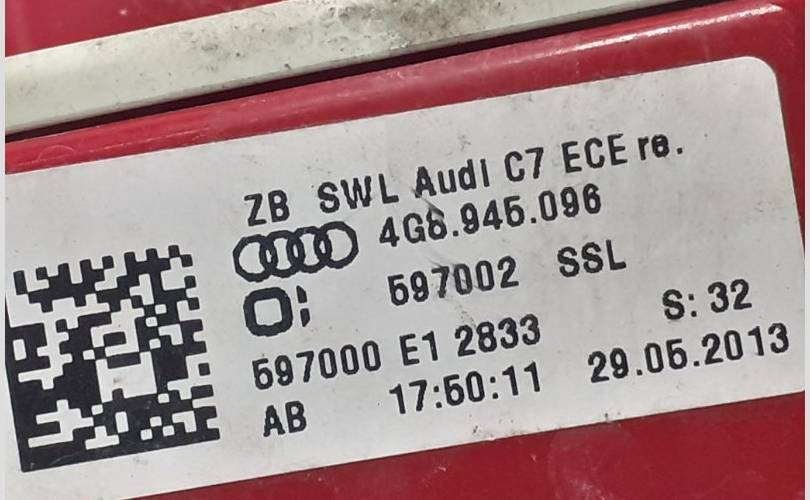 ZB SWL Audi C7 ECE re.
4G8.945.096
597002 SSL
597000 E1 2833 S: 32
AB 17:50:11 29.05.2013